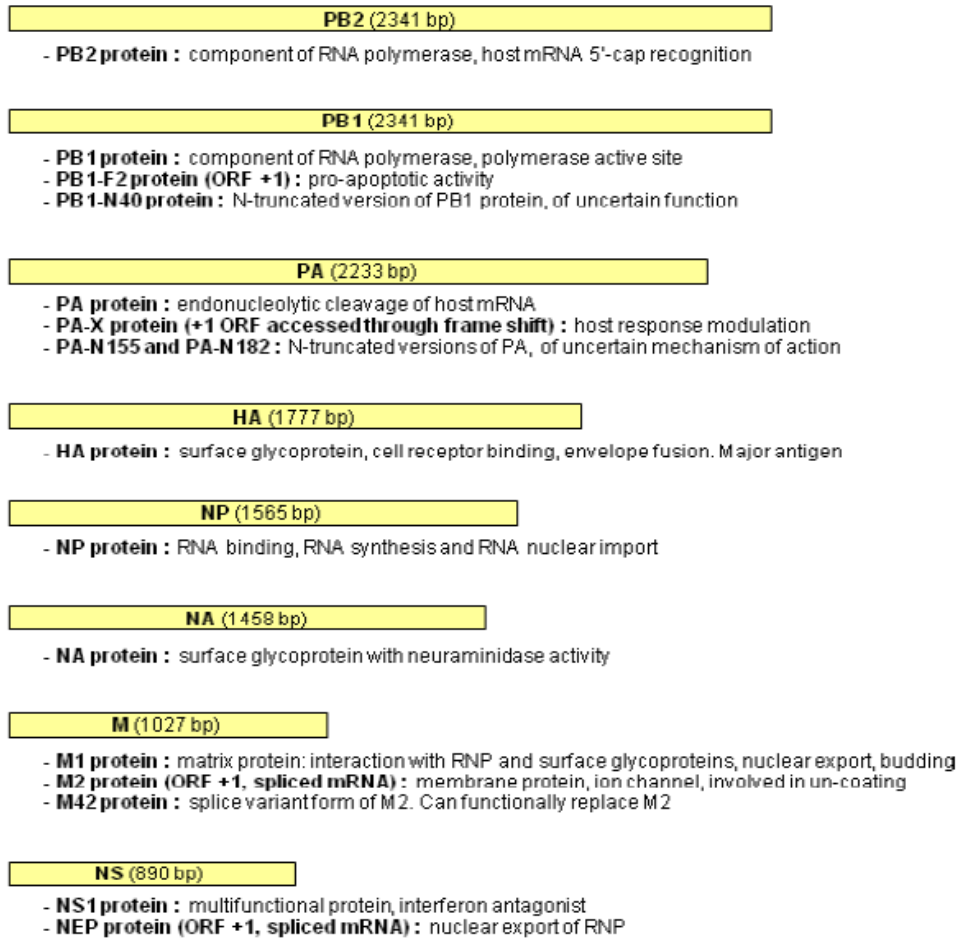 PB2 (2341 bp)
- PB2 protein : component of RNA polymerase, host mRNA 5'-cap recognition
PB1 (2341 bp)
- PB1 protein : component of RNA polymerase, polymerase active site
- PB1-F2 protein (ORF +1) : pro-apoptotic activity
- PB1-N40 protein : N-truncated version of PB1 protein, of uncertain function
PA (2233 bp)
- PA protein : endonucleolytic cleavage of host mRNA
- PA-X protein (+1 ORF accessed through frame shift) : host response modulation
- PA-N155 and PA-N182 : N-truncated versions of PA, of uncertain mechanism of action
HA (1777 bp)
- HA protein : surface glycoprotein, cell receptor binding, envelope fusion. Major antigen
NP (1565 bp)
- NP protein : RNA binding, RNA synthesis and RNA nuclear import
NA (1458 bp)
- NA protein : surface glycoprotein with neuraminidase activity
M (1027 bp)
- M1 protein : matrix protein: interaction with RNP and surface glycoproteins, nuclear export, budding
- M2 protein (ORF +1, spliced mRNA) : membrane protein, ion channel, involved in un-coating
- M42 protein : splice variant form of M2. Can functionally replace M2
NS (890 bp)
- NS1 protein : multifunctional protein, interferon antagonist
- NEP protein (ORF +1, spliced mRNA) : nuclear export of RNP